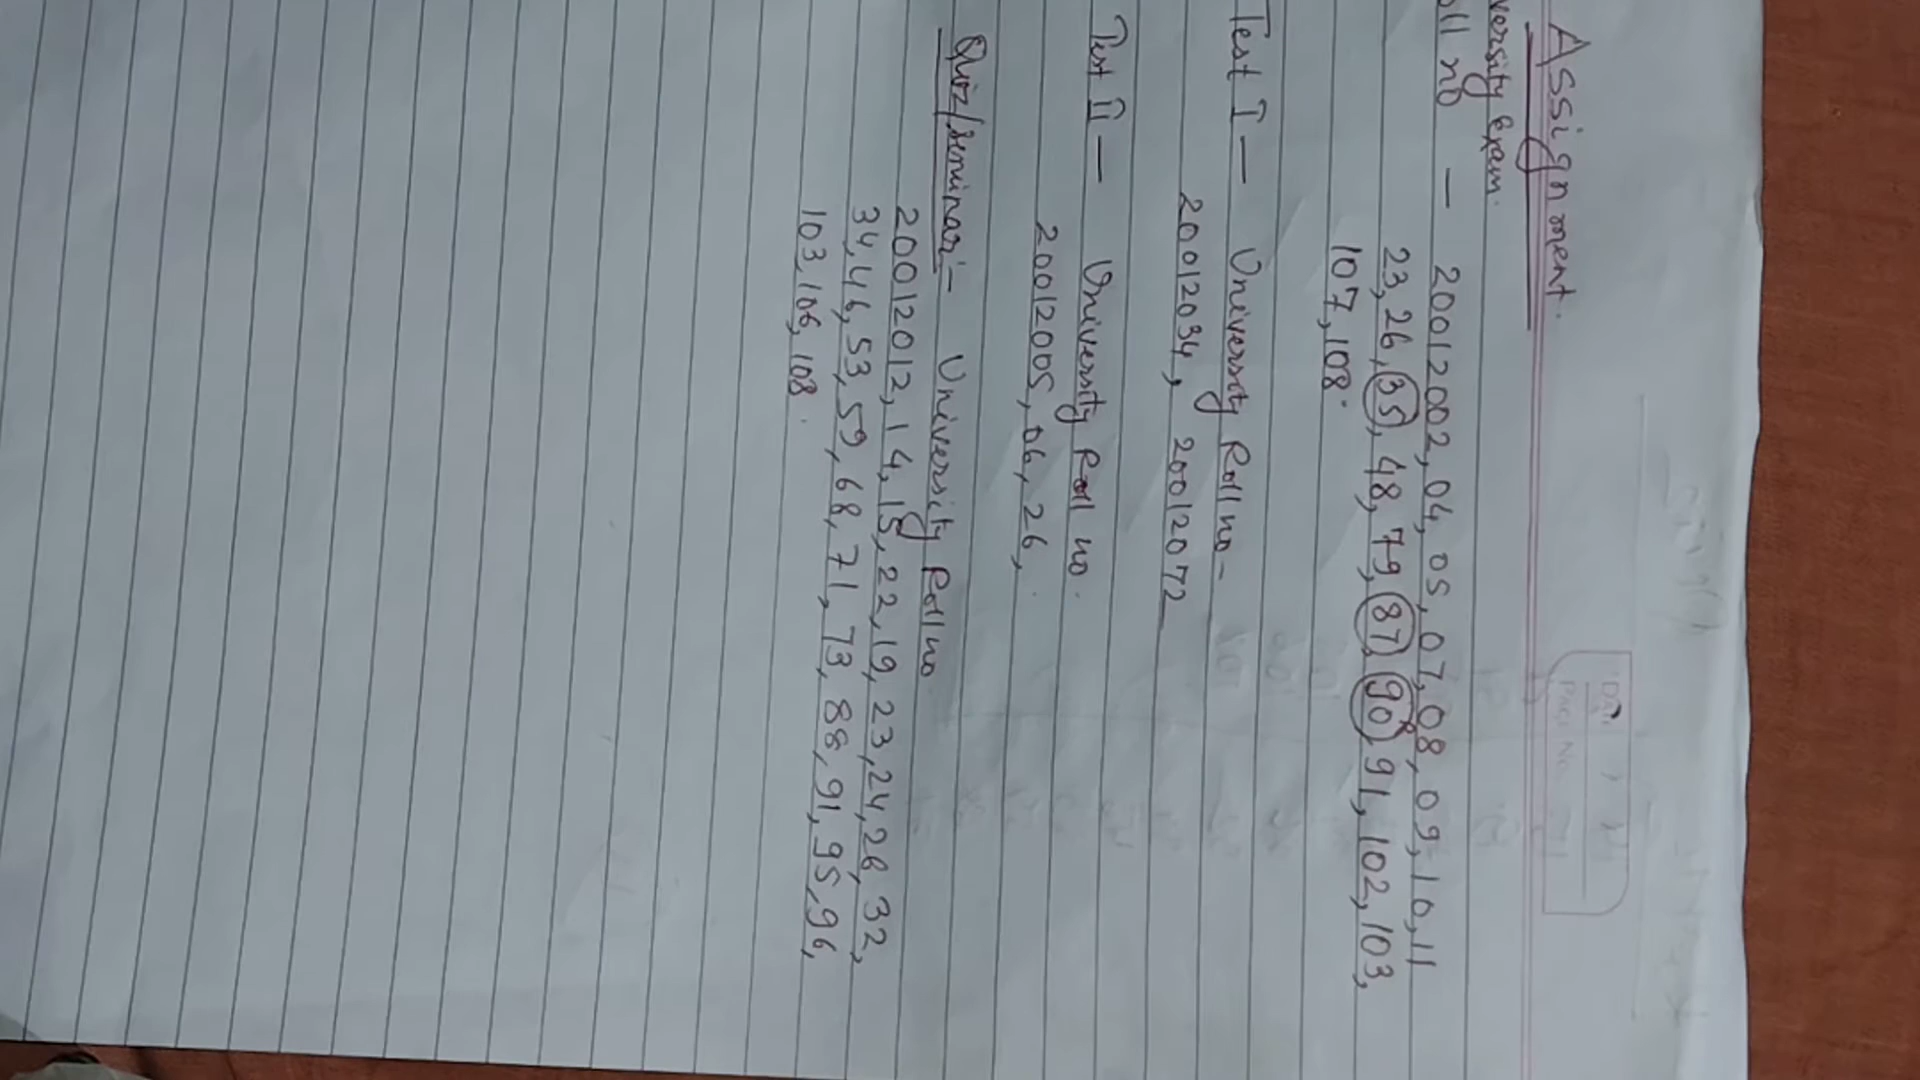 Assignment.
versity Exam.
oll no — 20012002, 04, 05, 07, 08, 09, 10, 11
23, 26, 35, 48, 79, 87, 90, 91, 102, 103,
107, 108.
Test I — University Roll no -
20012034, 20012072
Test II — University Roll no.
20012005, 06, 26,
Quiz/Seminar:- University Roll no
20012012, 14, 15, 22, 19, 23, 24, 26, 32,
34, 46, 53, 59, 68, 71, 73, 88, 91, 95, 96,
103, 106, 108.